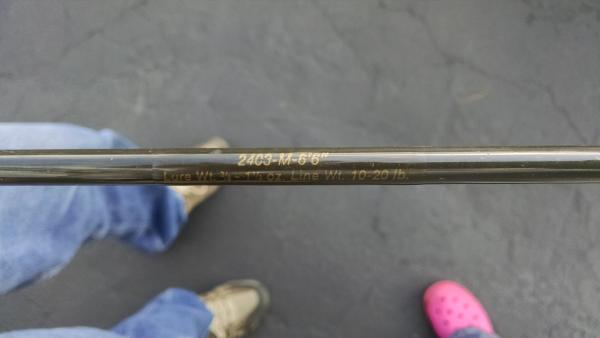 2403-M-6'6"
Lure Wt. oz. Line Wt. 10-20 lb.